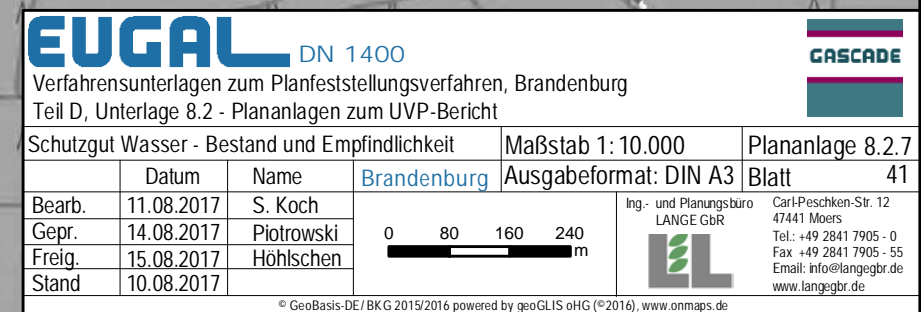 EUGAL DN 1400
GASCADE
Verfahrensunterlagen zum Planfeststellungsverfahren, Brandenburg
Teil D, Unterlage 8.2 - Plananlagen zum UVP-Bericht
Schutzgut Wasser - Bestand und Empfindlichkeit Maßstab 1: 10.000 Plananlage 8.2.7
Datum Name Brandenburg Ausgabeformat: DIN A3 Blatt 41
Bearb. 11.08.2017 S. Koch
Gepr. 14.08.2017 Piotrowski
Freig. 15.08.2017 Höhlschen
Stand 10.08.2017
0 80 160 240
m
Ing.- und Planungsbüro
LANGE GbR
Carl-Peschken-Str. 12
47441 Moers
Tel.: +49 2841 7905 - 0
Fax +49 2841 7905 - 55
Email: info@langegbr.de
www.langegbr.de
© GeoBasis-DE/ BKG 2015/2016 powered by geoGLIS oHG (©2016), www.onmaps.de